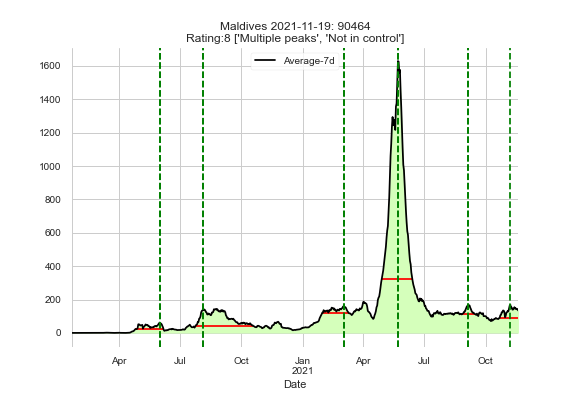 Maldives 2021-11-19: 90464
Rating:8 ['Multiple peaks', 'Not in control']
Average-7d
1600
1400
1200
1000
800
600
400
200
0
Apr Jul Oct Jan Apr Jul Oct
2021
Date